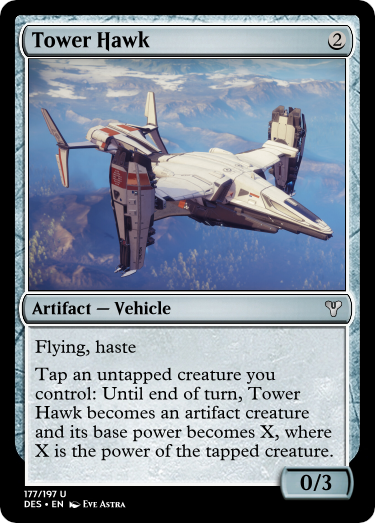 Tower Hawk 2
Artifact — Vehicle
Flying, haste
Tap an untapped creature you
control: Until end of turn, Tower
Hawk becomes an artifact creature
and its base power becomes X, where
X is the power of the tapped creature.
0/3
177/197 U
DES • EN Eve Astra